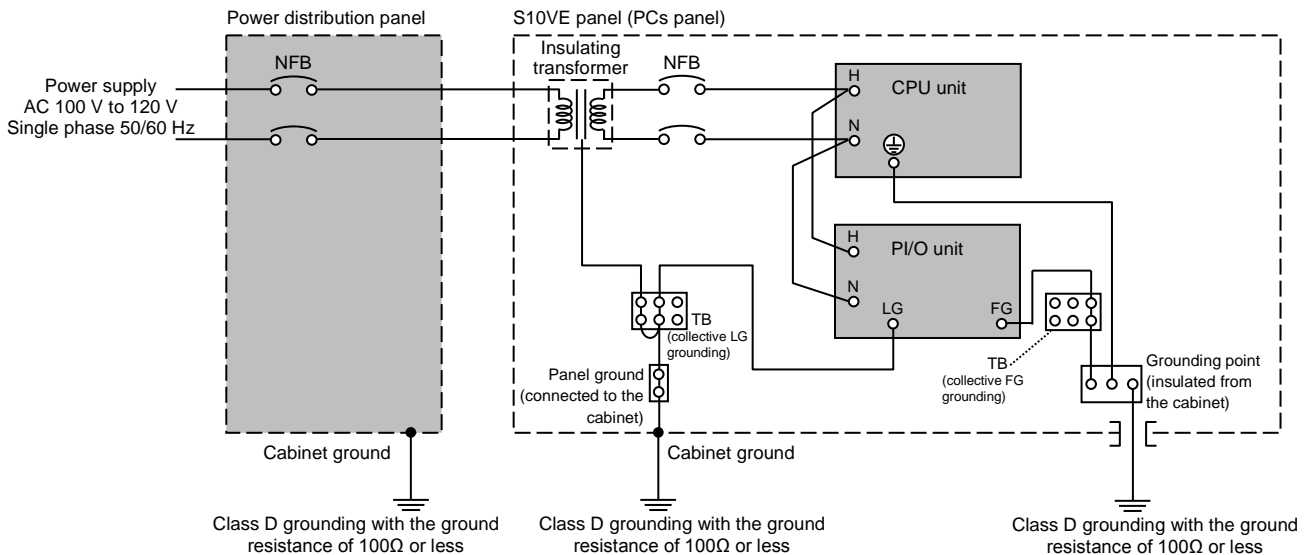 Power distribution panel
S10VE panel (PCs panel)
NFB
Insulating
transformer
NFB
Power supply
AC 100 V to 120 V
Single phase 50/60 Hz
H
CPU unit
N
H
PI/O unit
N
LG
FG
TB
(collective LG
grounding)
TB
(collective FG
grounding)
Grounding point
(insulated from
the cabinet)
Panel ground
(connected to the
cabinet)
Cabinet ground
Cabinet ground
Class D grounding with the ground
resistance of 100Ω or less
Class D grounding with the ground
resistance of 100Ω or less
Class D grounding with the ground
resistance of 100Ω or less